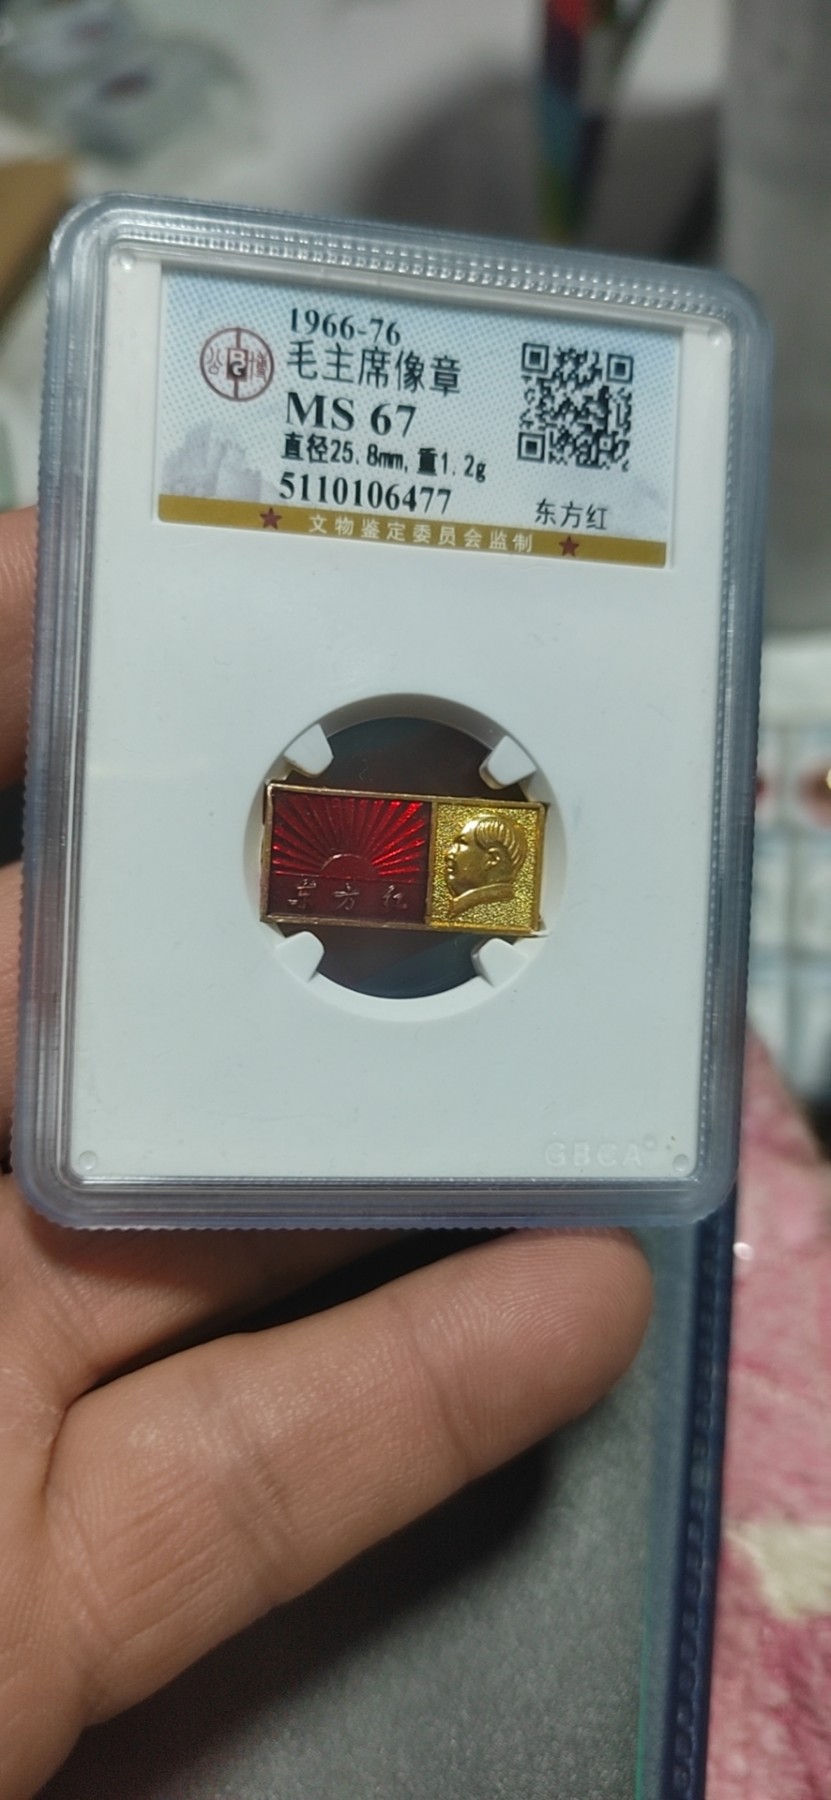 1966-76
毛主席像章
MS 67
直径25.8mm,重1.2g
5110106477
东方红
文物鉴定委员会监制
东方红
GBCA